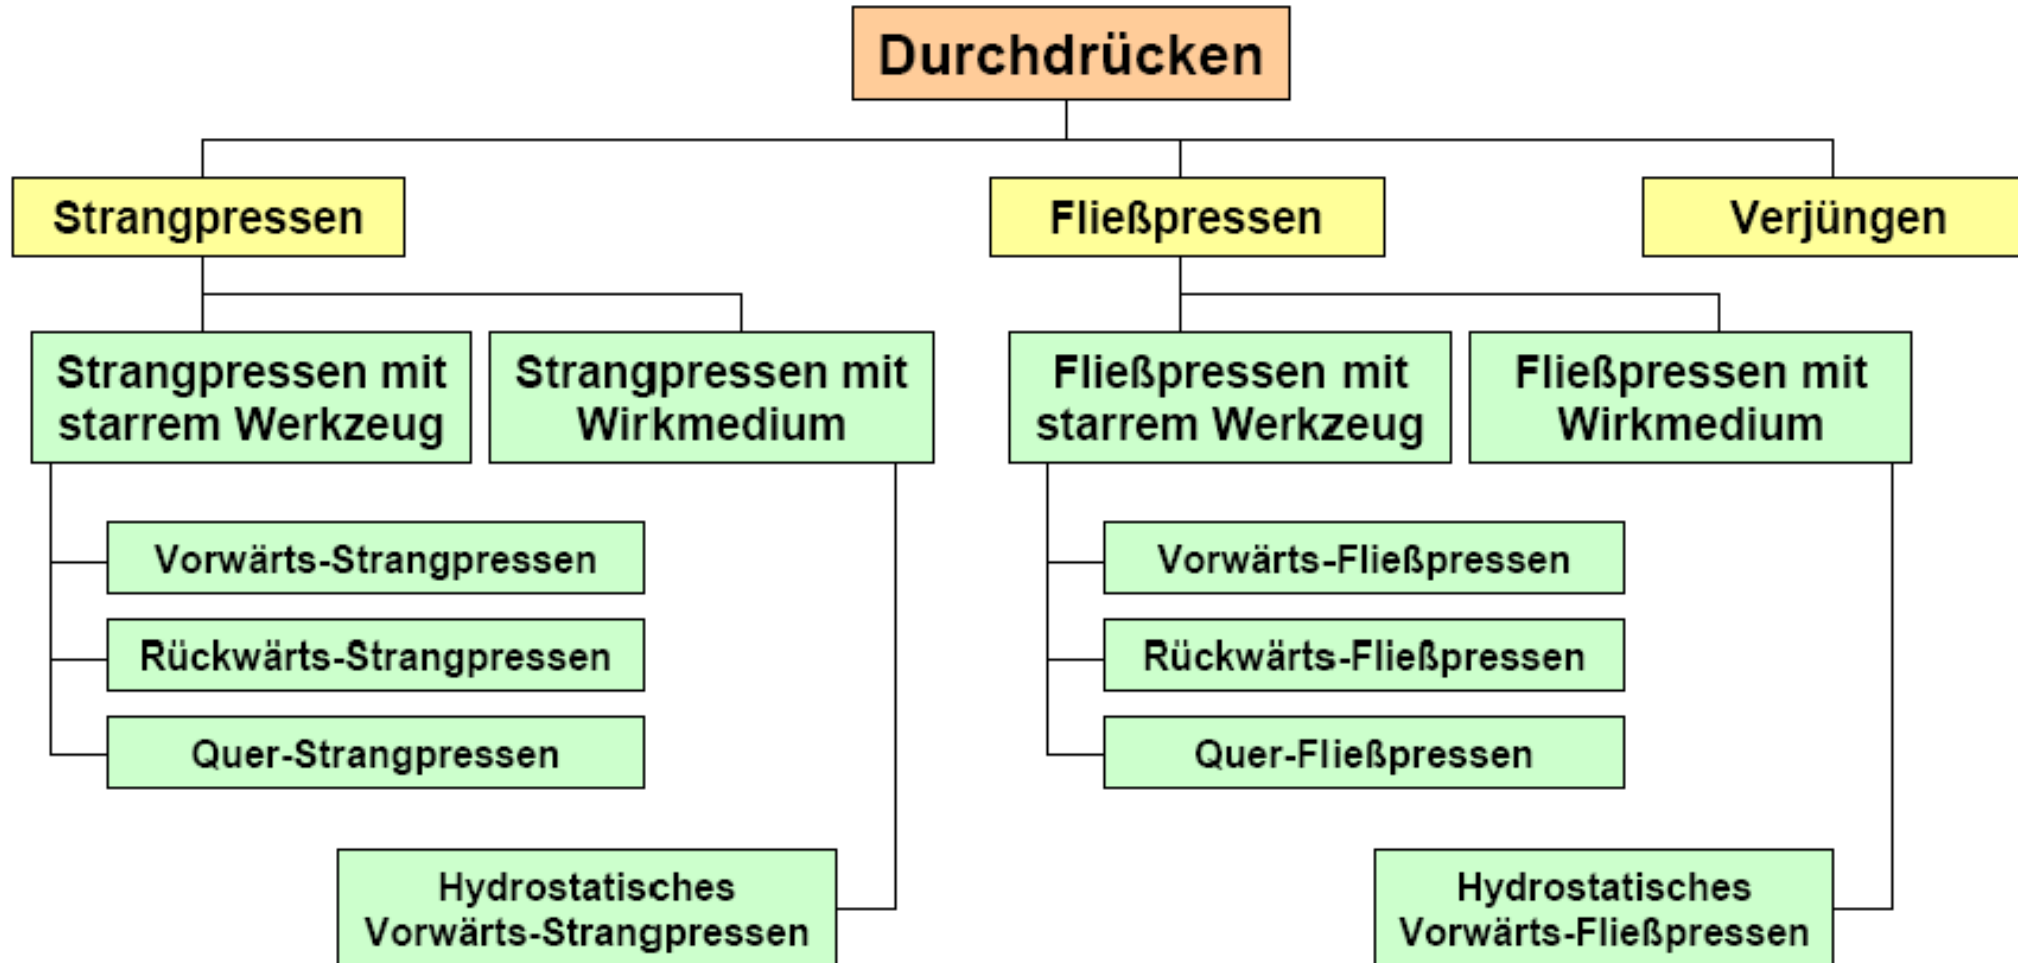 Durchdrücken
Strangpressen
Fließpressen
Verjüngen
Strangpressen mit
starrem Werkzeug
Strangpressen mit
Wirkmedium
Fließpressen mit
starrem Werkzeug
Fließpressen mit
Wirkmedium
Vorwärts-Strangpressen
Rückwärts-Strangpressen
Quer-Strangpressen
Hydrostatisches
Vorwärts-Strangpressen
Vorwärts-Fließpressen
Rückwärts-Fließpressen
Quer-Fließpressen
Hydrostatisches
Vorwärts-Fließpressen